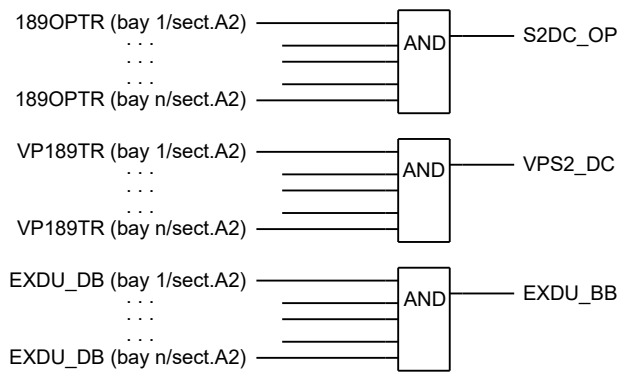 189OPTR (bay 1/sect.A2)
. . .
. . .
. . .
189OPTR (bay n/sect.A2)
AND
S2DC_OP
VP189TR (bay 1/sect.A2)
. . .
. . .
. . .
VP189TR (bay n/sect.A2)
AND
VPS2_DC
EXDU_DB (bay 1/sect.A2)
. . .
. . .
. . .
EXDU_DB (bay n/sect.A2)
AND
EXDU_BB